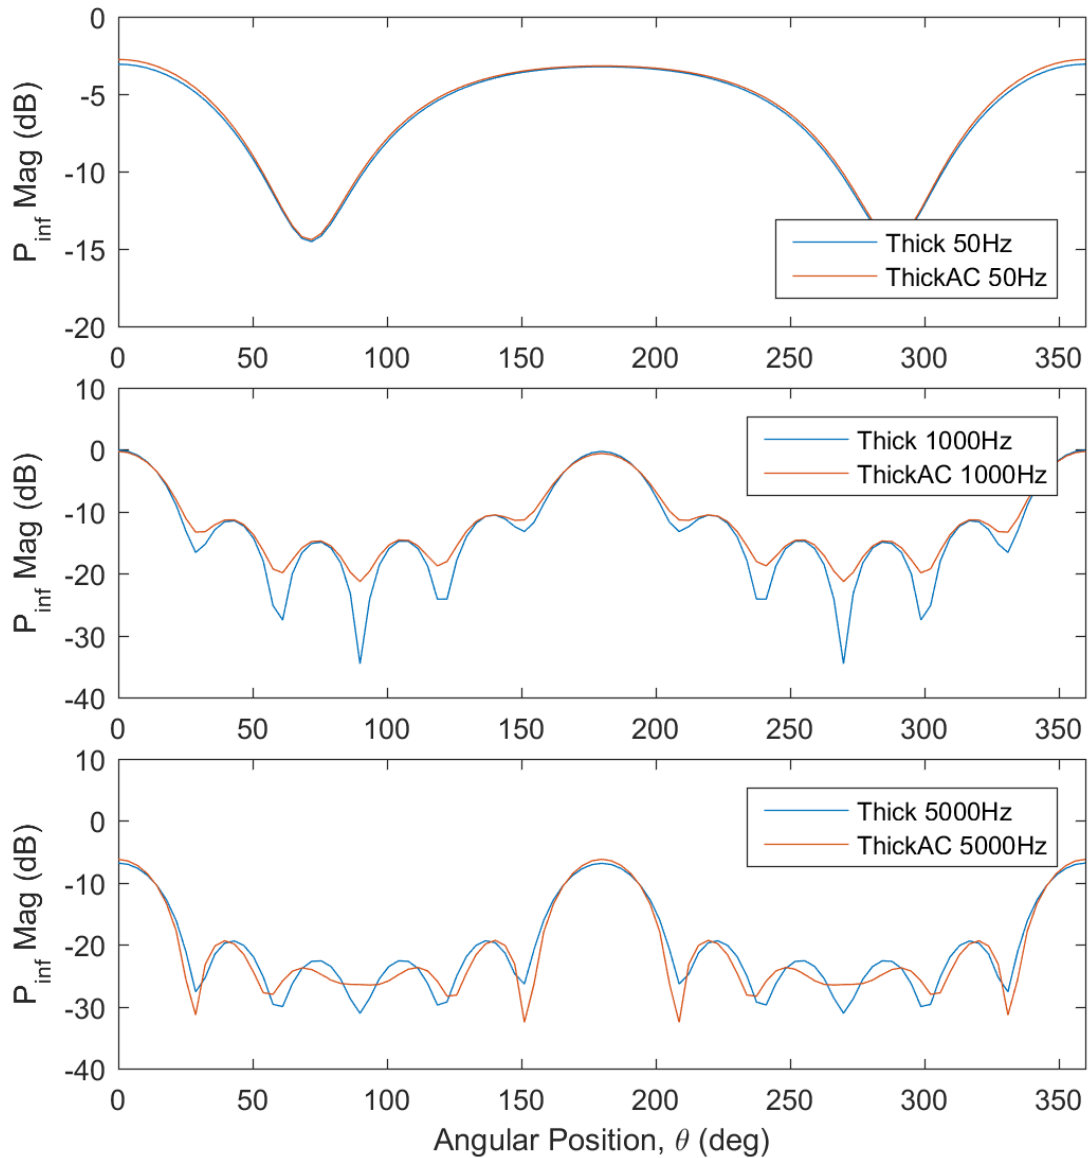 0
-5
-10
-15
-20
P_inf Mag (dB)
Thick 50Hz
ThickAC 50Hz
0 50 100 150 200 250 300 350
10
0
-10
-20
-30
-40
P_inf Mag (dB)
Thick 1000Hz
ThickAC 1000Hz
0 50 100 150 200 250 300 350
10
0
-10
-20
-30
-40
P_inf Mag (dB)
Thick 5000Hz
ThickAC 5000Hz
0 50 100 150 200 250 300 350
Angular Position, θ (deg)